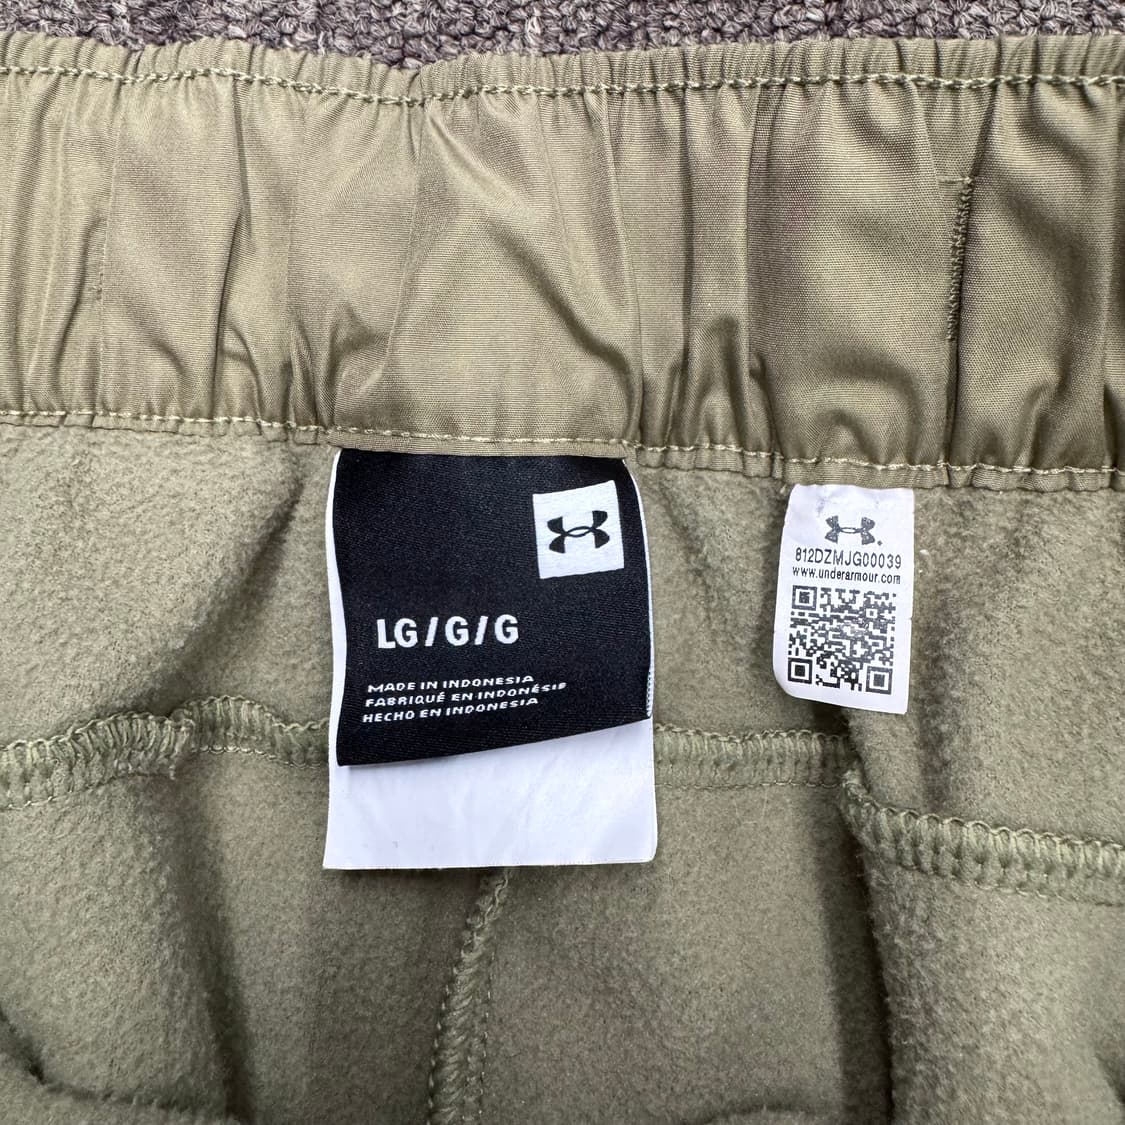 LG/G/G
MADE IN INDONESIA
FABRIQUÉ EN INDONÉSIE
HECHO EN INDONESIA
812DZMJG00039
www.underarmour.com